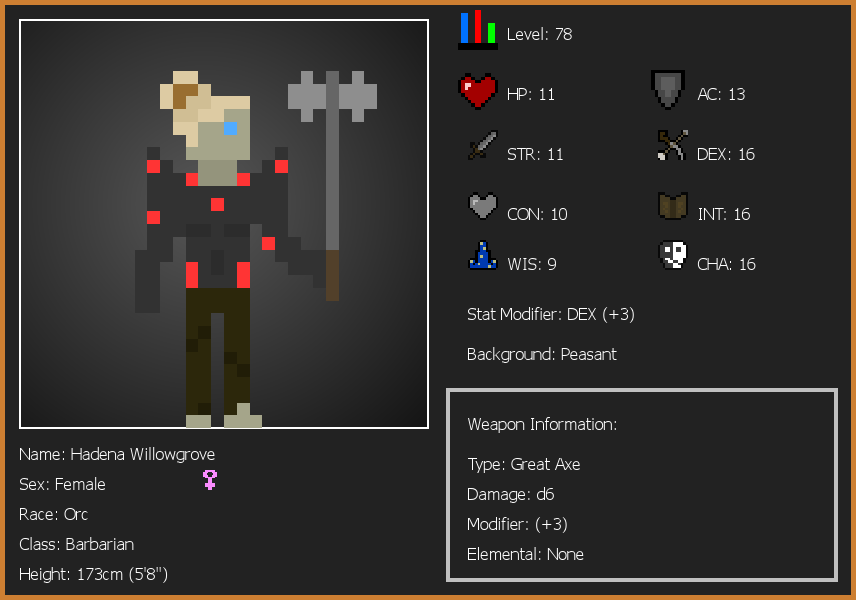 Level: 78
HP: 11
AC: 13
STR: 11
DEX: 16
CON: 10
INT: 16
WIS: 9
CHA: 16
Stat Modifier: DEX (+3)
Background: Peasant
Weapon Information:
Type: Great Axe
Damage: d6
Modifier: (+3)
Elemental: None
Name: Hadena Willowgrove
Sex: Female
Race: Orc
Class: Barbarian
Height: 173cm (5'8")